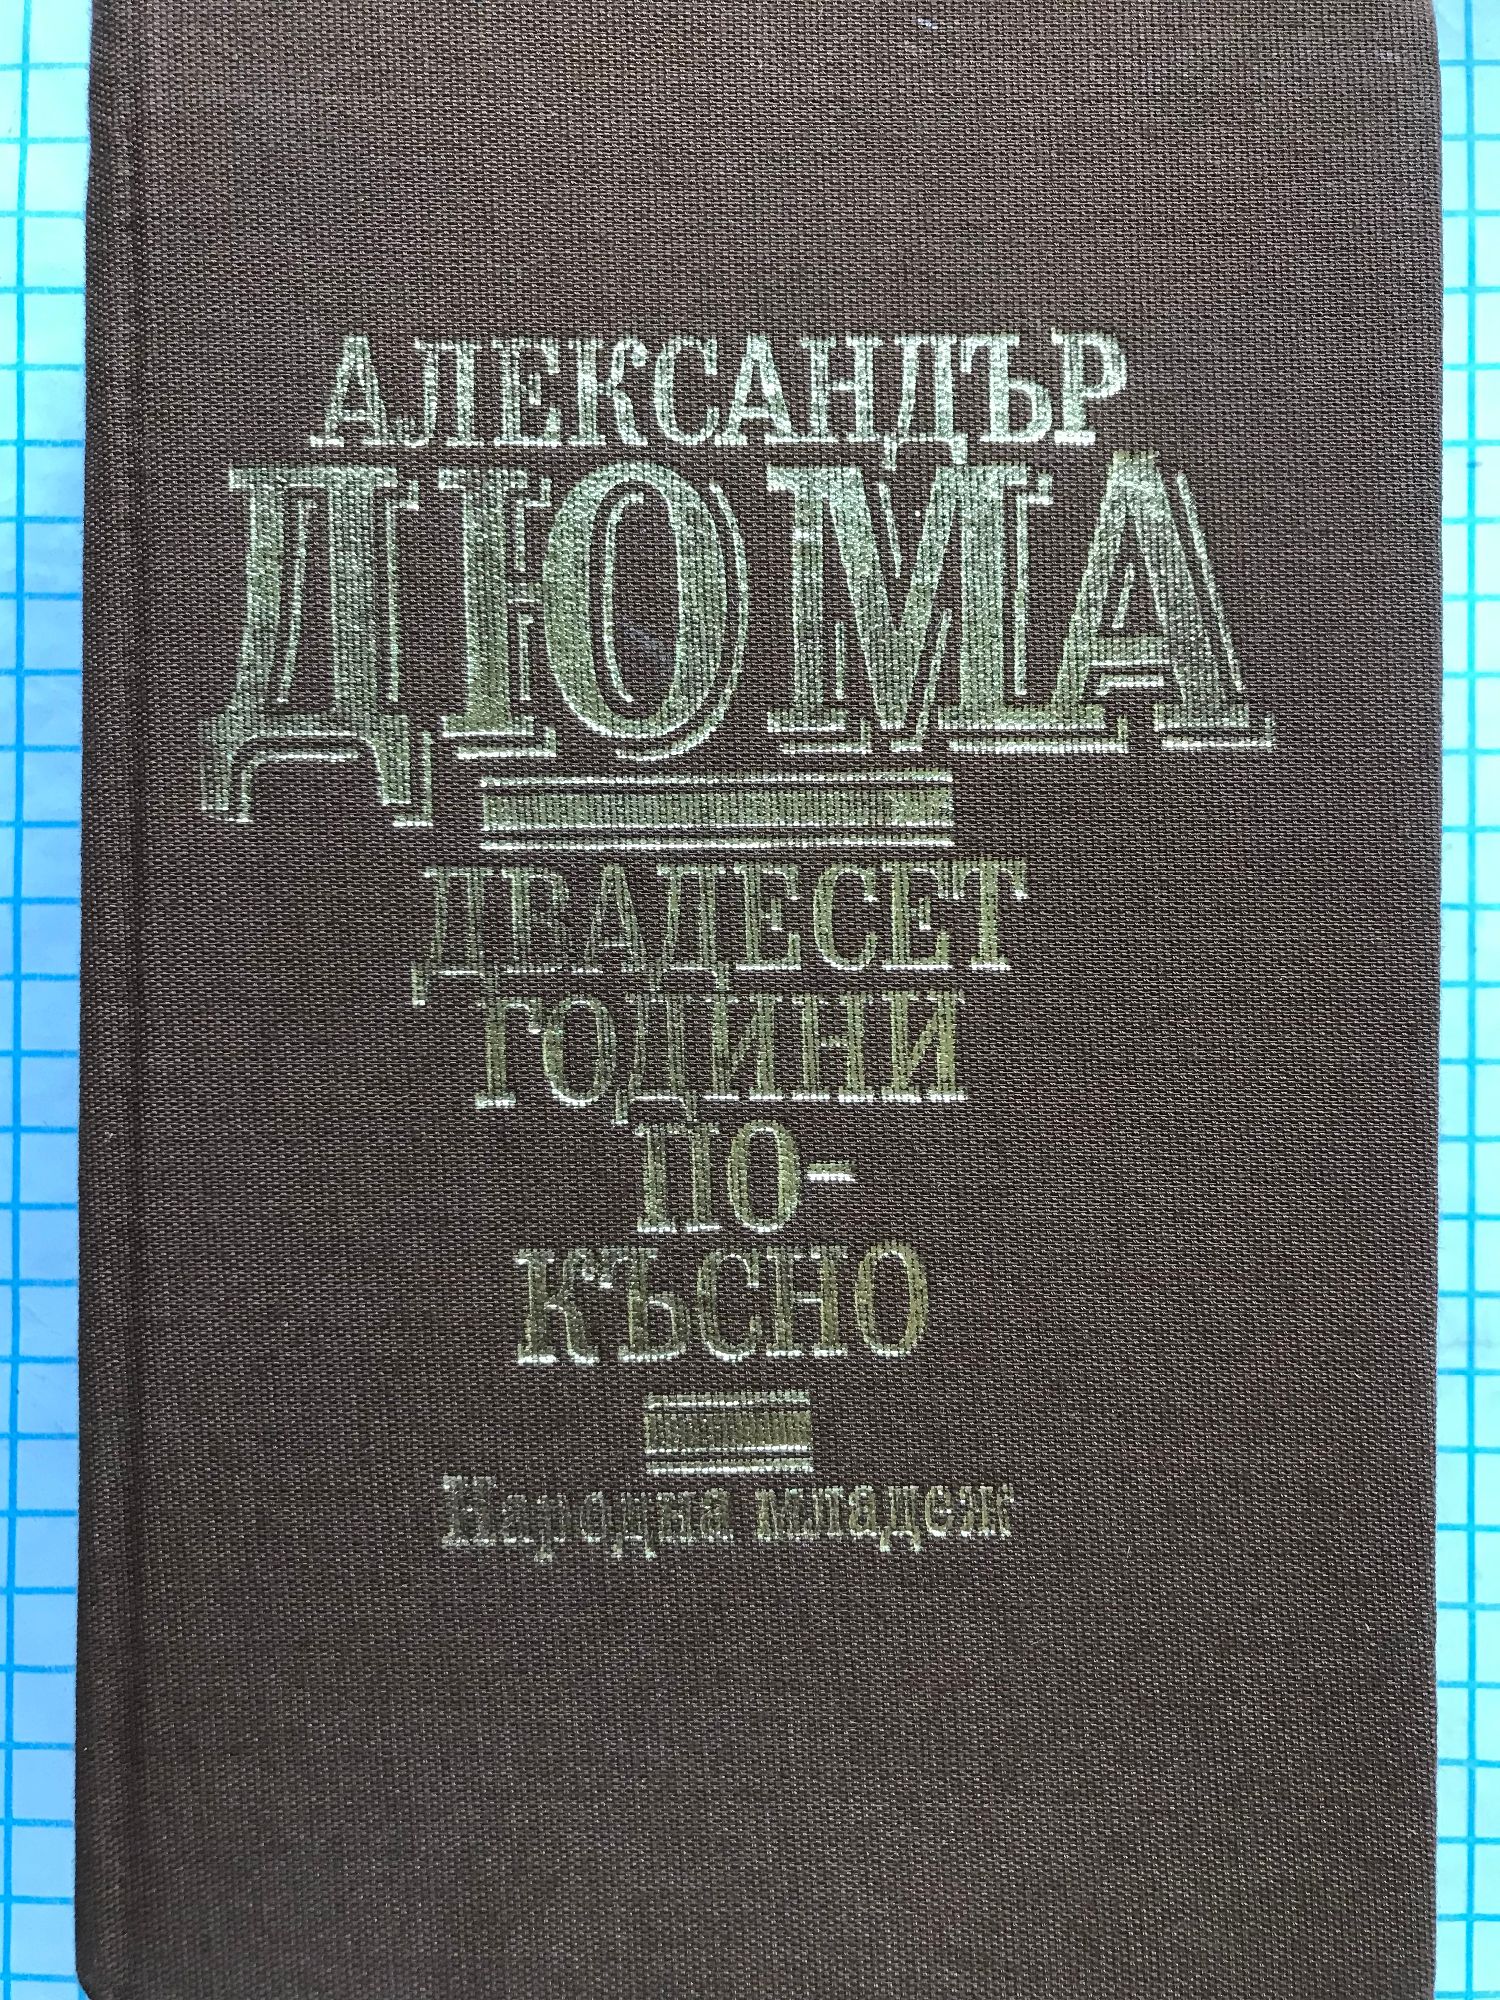 АЛЕКСАНДЪР
ДЮМА
ДВАДЕСЕТ
ГОДИНИ
ПО-
КЪСНО
Народна младеж